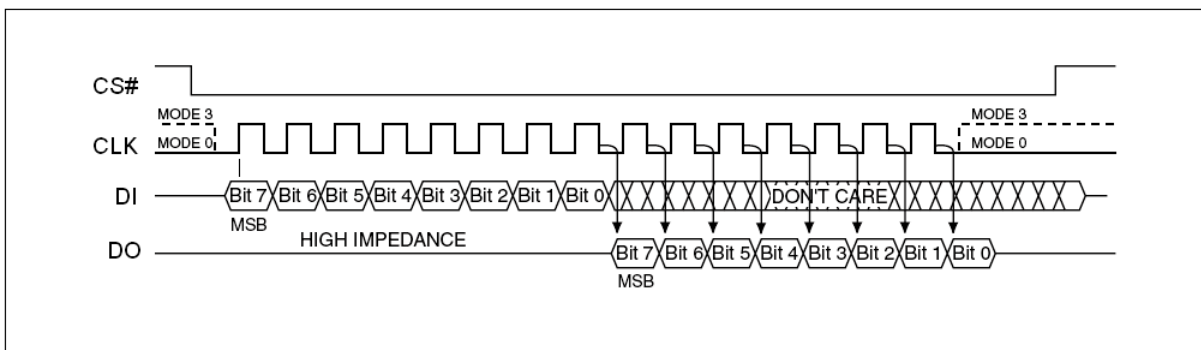 CS#
MODE 3 MODE 3
CLK MODE 0 MODE 0
DI Bit 7 Bit 6 Bit 5 Bit 4 Bit 3 Bit 2 Bit 1 Bit 0 DON'T CARE
MSB
HIGH IMPEDANCE
DO Bit 7 Bit 6 Bit 5 Bit 4 Bit 3 Bit 2 Bit 1 Bit 0
MSB